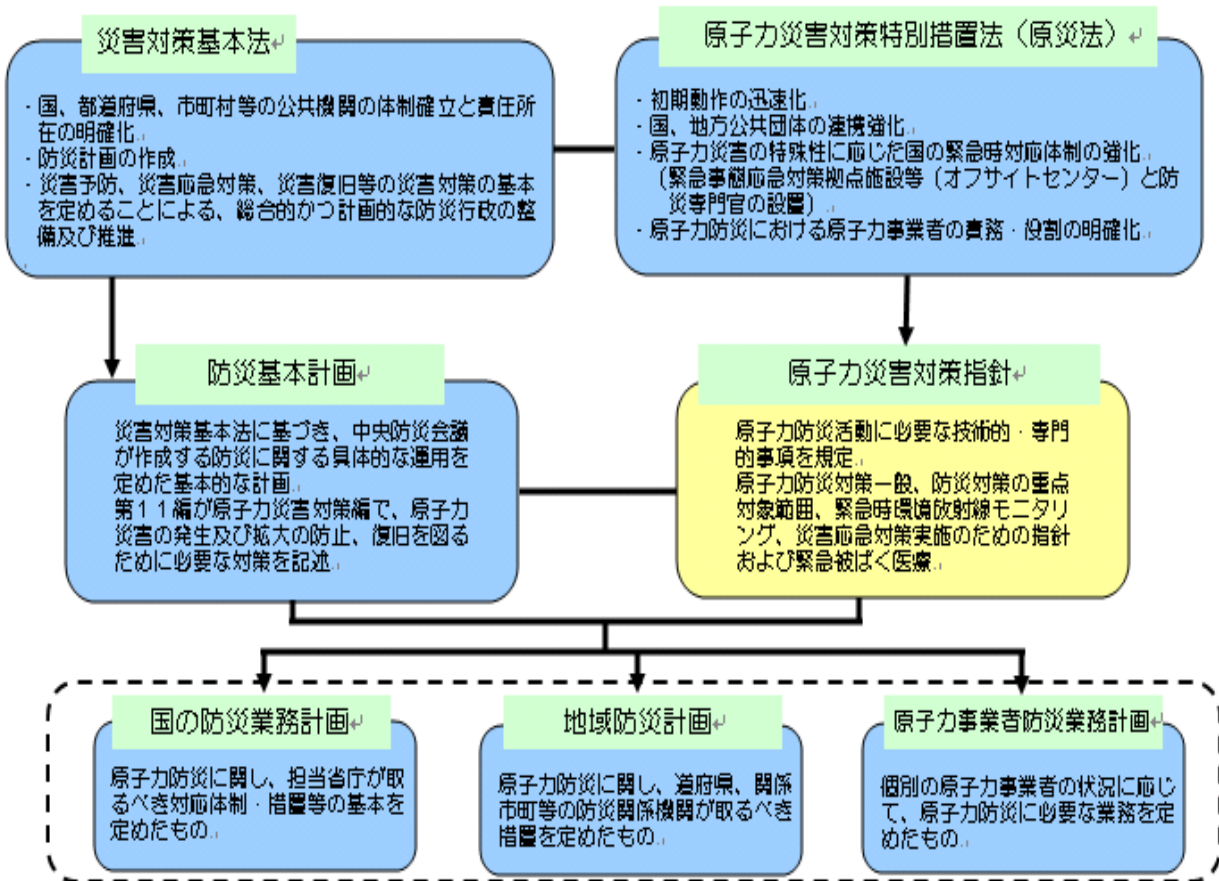 災害対策基本法
・国、都道府県、市町村等の公共機関の体制確立と責任所
在の明確化
・防災計画の作成
・災害予防、災害応急対策、災害復旧等の災害対策の基本
を定めることによる、総合的かつ計画的な防災行政の整
備及び推進
原子力災害対策特別措置法（原災法）
・初期動作の迅速化
・国、地方公共団体の連携強化
・原子力災害の特殊性に応じた国の緊急時対応体制の強化
（緊急事態応急対策拠点施設等（オフサイトセンター）と防
災専門官の設置）
・原子力防災における原子力事業者の責務・役割の明確化
防災基本計画
災害対策基本法に基づき、中央防災会議
が作成する防災に関する具体的な運用を
定めた基本的な計画
第１１編が原子力災害対策編で、原子力
災害の発生及び拡大の防止、復旧を図る
ために必要な対策を記述
原子力災害対策指針
原子力防災活動に必要な技術的・専門
的事項を規定
原子力防災対策一般、防災対策の重点
対象範囲、緊急時環境放射線モニタリ
ング、災害応急対策実施のための指針
および緊急被ばく医療
国の防災業務計画
原子力防災に関し、担当省庁が取
るべき対応体制・措置等の基本を
定めたもの
地域防災計画
原子力防災に関し、道府県、関係
市町等の防災関係機関が取るべき
措置を定めたもの
原子力事業者防災業務計画
個別の原子力事業者の状況に応じ
て、原子力防災に必要な業務を定
めたもの